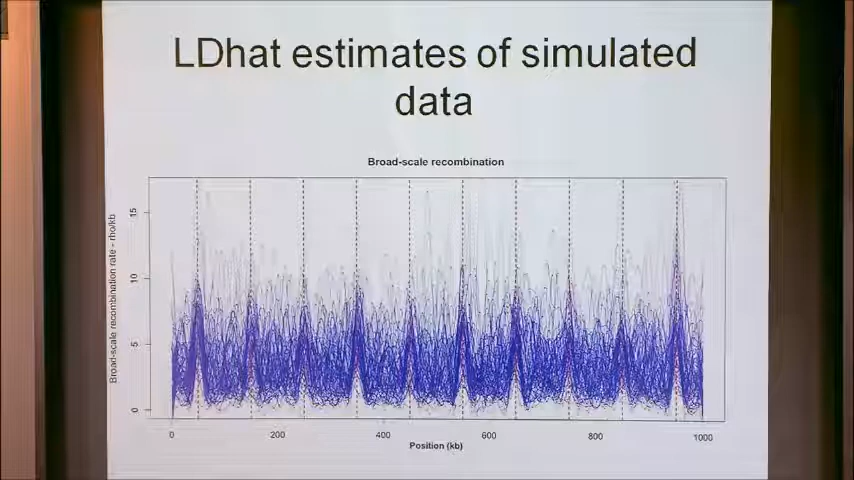 LDhat estimates of simulated
data
Broad-scale recombination
Broad-scale recombination rate - rho/kb
15
10
5
0
0 200 400 600 800 1000
Position (kb)